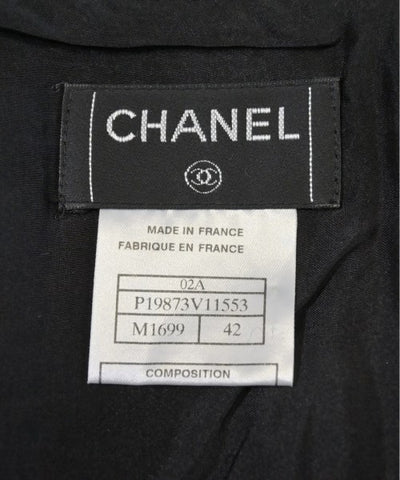 CHANEL
MADE IN FRANCE
FABRIQUE EN FRANCE
02A
P19873V11553
M1699 42
COMPOSITION